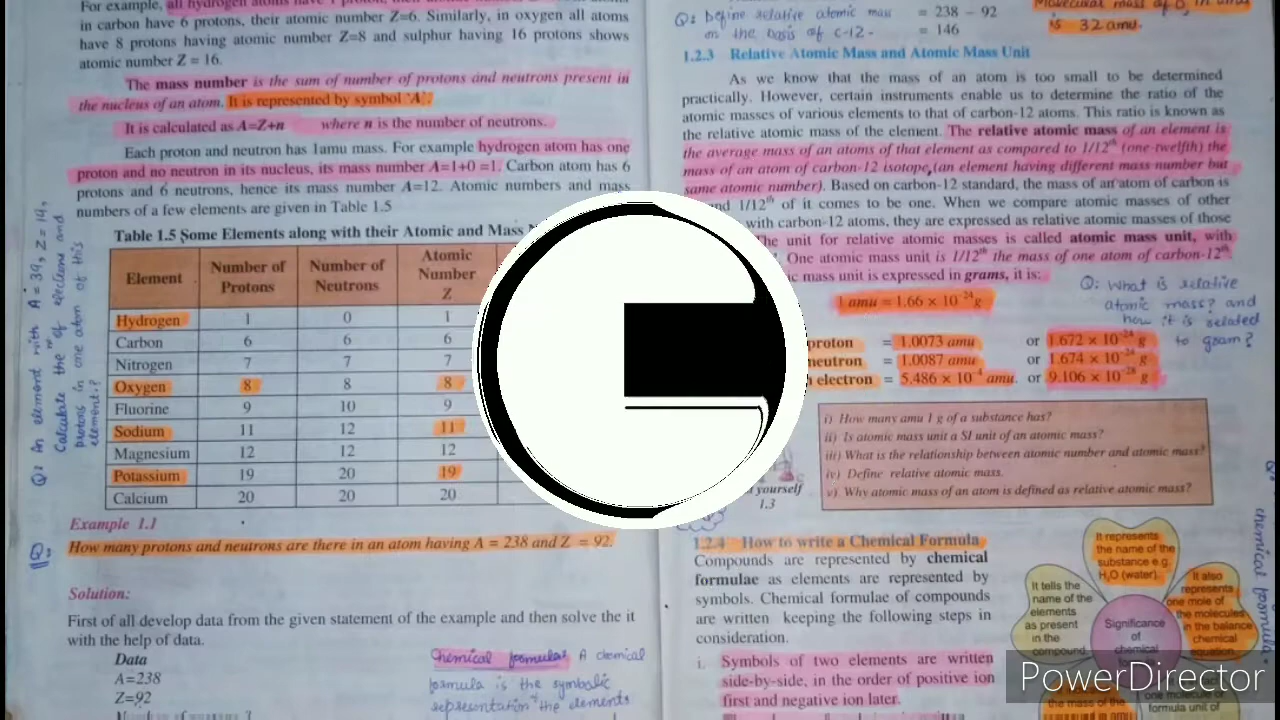 For example, all hydrogen atoms have 1 proton, their atomic number
in carbon have 6 protons, their atomic number Z=6. Similarly, in oxygen all atoms
have 8 protons having atomic number Z=8 and sulphur having 16 protons shows
atomic number Z = 16.
The mass number is the sum of number of protons and neutrons present in
the nucleus of an atom. It is represented by symbol 'A'.
It is calculated as A=Z+n where n is the number of neutrons.
Each proton and neutron has 1amu mass. For example hydrogen atom has one
proton and no neutron in its nucleus, its mass number A=1+0 =1. Carbon atom has 6
protons and 6 neutrons, hence its mass number A=12. Atomic numbers and mass
numbers of a few elements are given in Table 1.5
Table 1.5 Some Elements along with their Atomic and Mass
Element Number of Protons Number of Neutrons Atomic Number Z
Hydrogen 1 0 1
Carbon 6 6 6
Nitrogen 7 7 7
Oxygen 8 8 8
Fluorine 9 10 9
Sodium 11 12 11
Magnesium 12 12 12
Potassium 19 20 19
Calcium 20 20 20
Q: An element with A = 39, Z = 19,
Calculate the no of electrons and
protons in one atom of this
element.?
Example 1.1
Q:
How many protons and neutrons are there in an atom having A = 238 and Z = 92.
Solution:
First of all develop data from the given statement of the example and then solve the it
with the help of data.
Data
A=238
Z=92
Chemical formula: A chemical
formula is the symbolic
representation of the elements
Q: Define relative atomic mass
on the basis of C-12-
= 238 - 92
= 146
Molecular mass of O2 in amu
is 32 amu.
1.2.3 Relative Atomic Mass and Atomic Mass Unit
As we know that the mass of an atom is too small to be determined
practically. However, certain instruments enable us to determine the ratio of the
atomic masses of various elements to that of carbon-12 atoms. This ratio is known as
the relative atomic mass of the element. The relative atomic mass of an element is
the average mass of an atoms of that element as compared to 1/12th (one-twelfth) the
mass of an atom of carbon-12 isotope (an element having different mass number but
same atomic number). Based on carbon-12 standard, the mass of an atom of carbon is
and 1/12th of it comes to be one. When we compare atomic masses of other
with carbon-12 atoms, they are expressed as relative atomic masses of those
The unit for relative atomic masses is called atomic mass unit, with
One atomic mass unit is 1/12th the mass of one atom of carbon-12th
mass unit is expressed in grams, it is:
1 amu = 1.66 × 10-24g
Q: What is relative
atomic mass? and
how it is related
to gram?
proton = 1.0073 amu or 1.672 × 10-24 g
neutron = 1.0087 amu or 1.674 × 10-24 g
electron = 5.486 × 10-4 amu. or 9.106 × 10-28 g
i) How many amu 1 g of a substance has?
ii) Is atomic mass unit a SI unit of an atomic mass?
iii) What is the relationship between atomic number and atomic mass?
iv) Define relative atomic mass.
v) Why atomic mass of an atom is defined as relative atomic mass?
yourself
1.3
1.2.4 How to write a Chemical Formula
Compounds are represented by chemical
formulae as elements are represented by
symbols. Chemical formulae of compounds
are written keeping the following steps in
consideration.
i. Symbols of two elements are written
side-by-side, in the order of positive ion
first and negative ion later.
It represents
the name of the
substance e.g.
H2O (water).
It tells the
name of the
elements
as present
in the
compound.
It also
represents
one mole of
the molecules
in the balance
chemical
equation.
Significance
of
chemical
the mass of the
one molecule
formula unit of
chemical formula
PowerDirector